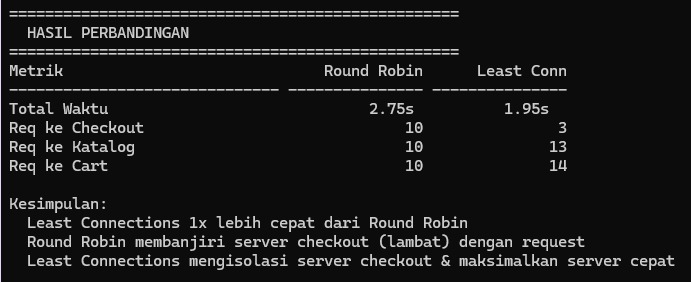 ==================================================
HASIL PERBANDINGAN
==================================================
Metrik Round Robin Least Conn
------------------------------ --------------- ---------------
Total Waktu 2.75s 1.95s
Req ke Checkout 10 3
Req ke Katalog 10 13
Req ke Cart 10 14
Kesimpulan:
Least Connections 1x lebih cepat dari Round Robin
Round Robin membanjiri server checkout (lambat) dengan request
Least Connections mengisolasi server checkout & maksimalkan server cepat